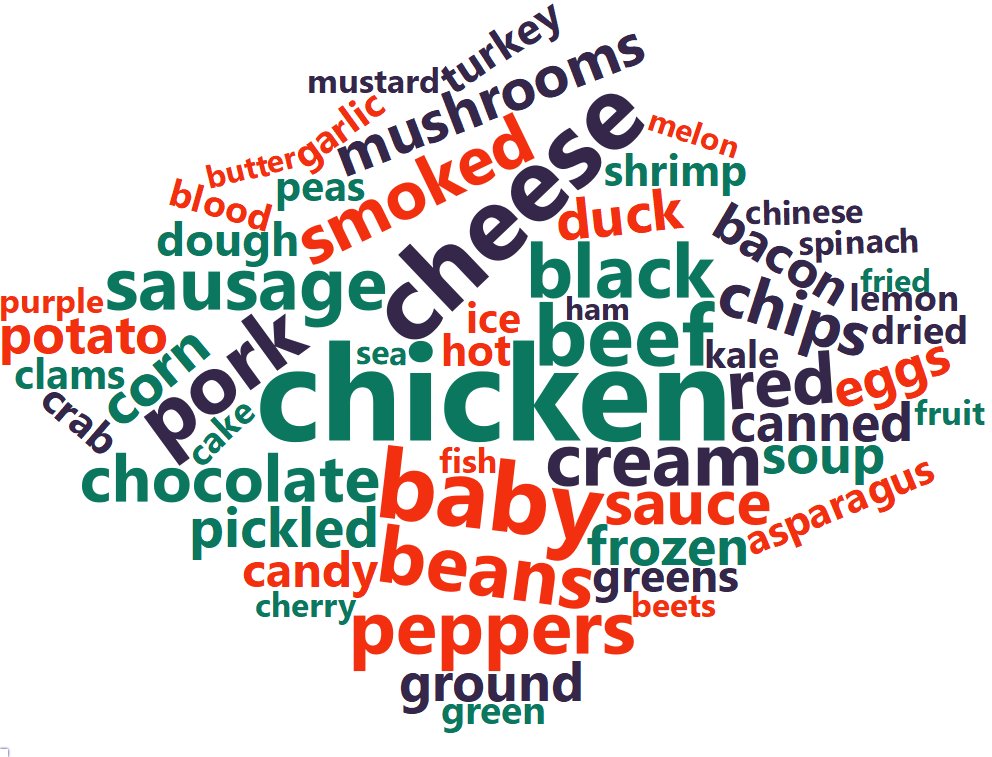 turkey
mustard
mushrooms
garlic
butter
cheese
melon
smoked
peas
shrimp
blood
duck
bacon
chinese
dough
spinach
black
sausage
fried
chips
lemon
purple
ham
ice
potato
pork
beef
dried
hot
sea
kale
corn
clams
chicken
red
eggs
crab
cake
canned
fruit
fish
cream
soup
chocolate
baby
asparagus
sauce
pickled
frozen
beans
candy
greens
cherry
beets
peppers
ground
green